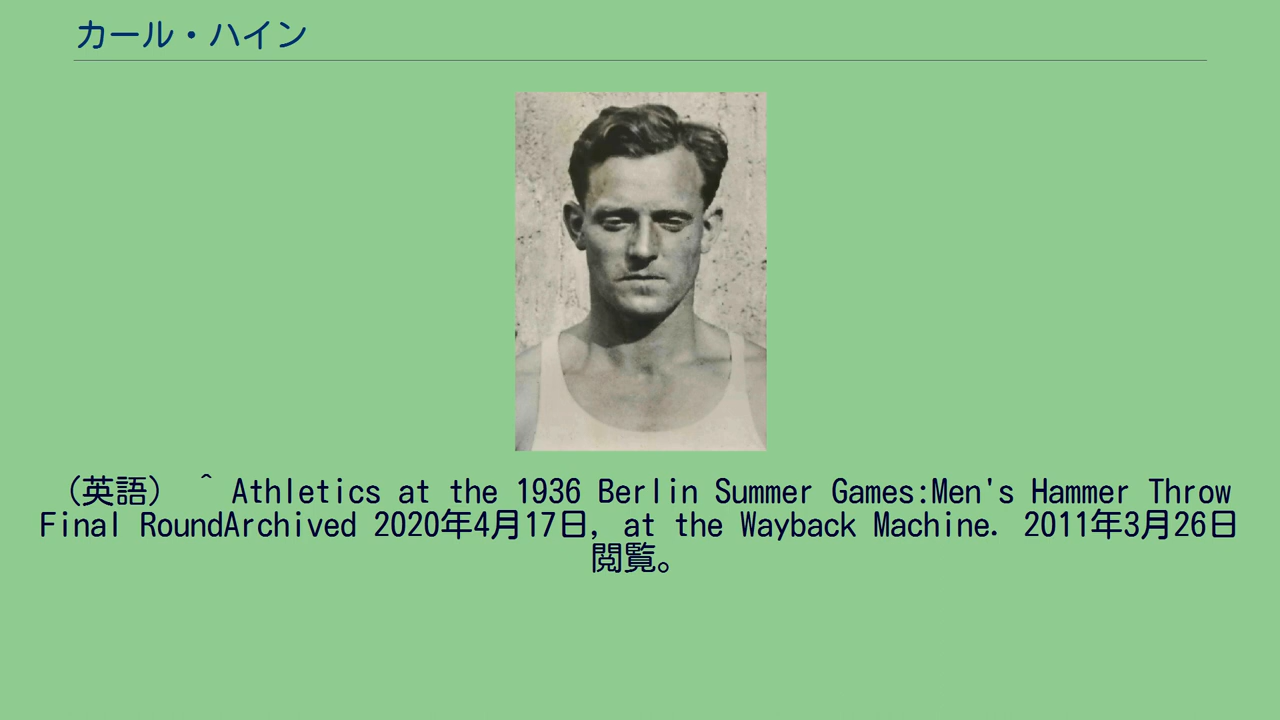 カール・ハイン
(英語) ^ Athletics at the 1936 Berlin Summer Games:Men's Hammer Throw
Final RoundArchived 2020年4月17日, at the Wayback Machine. 2011年3月26日
閲覧。